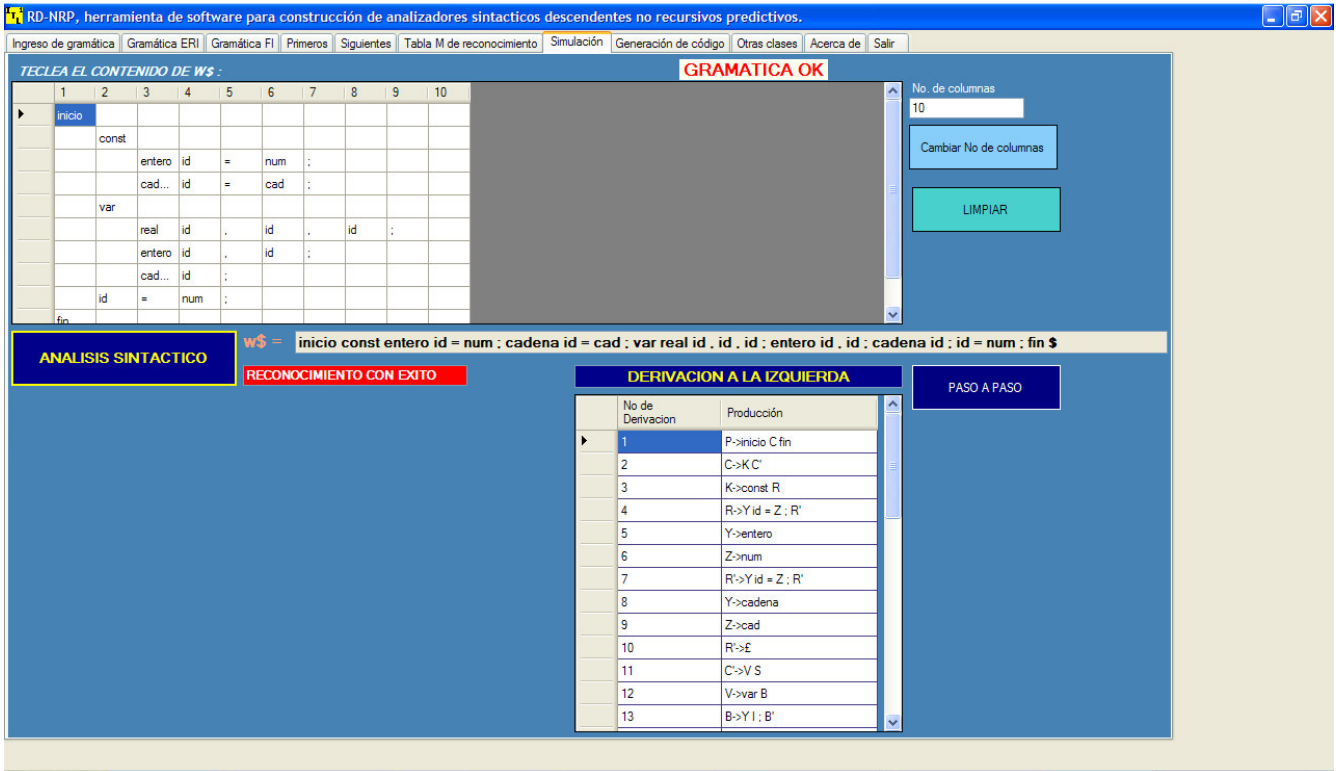 RD-NRP, herramienta de software para construcción de analizadores sintacticos descendentes no recursivos predictivos.
Ingreso de gramática Gramática ERI Gramática FI Primeros Siguientes Tabla M de reconocimiento Simulación Generación de código Otras clases Acerca de Salir
TECLEA EL CONTENIDO DE W$ :
GRAMATICA OK
1 2 3 4 5 6 7 8 9 10
inicio
const
entero id = num ;
cad... id = cad ;
var
real id , id , id ;
entero id , id ;
cad... id ;
id = num ;
fin
No. de columnas
10
Cambiar No de columnas
LIMPIAR
ANALISIS SINTACTICO
w$ = inicio const entero id = num ; cadena id = cad ; var real id , id , id ; entero id , id ; cadena id ; id = num ; fin $
RECONOCIMIENTO CON EXITO
DERIVACION A LA IZQUIERDA
PASO A PASO
No de Derivacion Producción
1 P->inicio C fin
2 C->K C'
3 K->const R
4 R->Y id = Z ; R'
5 Y->entero
6 Z->num
7 R'->Y id = Z ; R'
8 Y->cadena
9 Z->cad
10 R'->£
11 C'->V S
12 V->var B
13 B->Y I ; B'